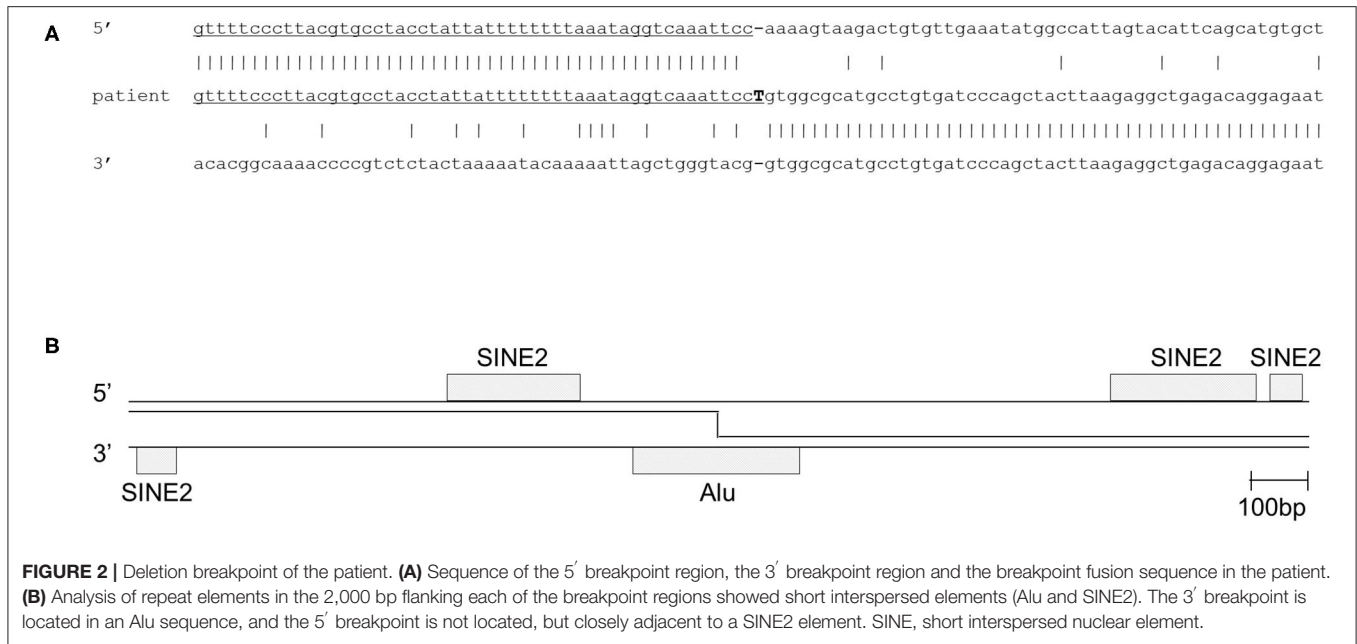 A 5′ gttttcccttacgtgcctacctattattttttttaaataggtcaaattcc-aaaagtaagactgtgttgaaatatggccattagtacattcagcatgtgct
patient gttttcccttacgtgcctacctattattttttttaaataggtcaaattccTgtggcgcatgcctgtgatcccagctacttaagaggctgagacaggagaat
3′ acacggcaaaaccccgtctctactaaaaatacaaaaattagctgggtacg-gtggcgcatgcctgtgatcccagctacttaagaggctgagacaggagaat
B
SINE2 SINE2 SINE2
5′
3′
SINE2 Alu
100bp
FIGURE 2 | Deletion breakpoint of the patient. (A) Sequence of the 5′ breakpoint region, the 3′ breakpoint region and the breakpoint fusion sequence in the patient.
(B) Analysis of repeat elements in the 2,000 bp flanking each of the breakpoint regions showed short interspersed elements (Alu and SINE2). The 3′ breakpoint is
located in an Alu sequence, and the 5′ breakpoint is not located, but closely adjacent to a SINE2 element. SINE, short interspersed nuclear element.